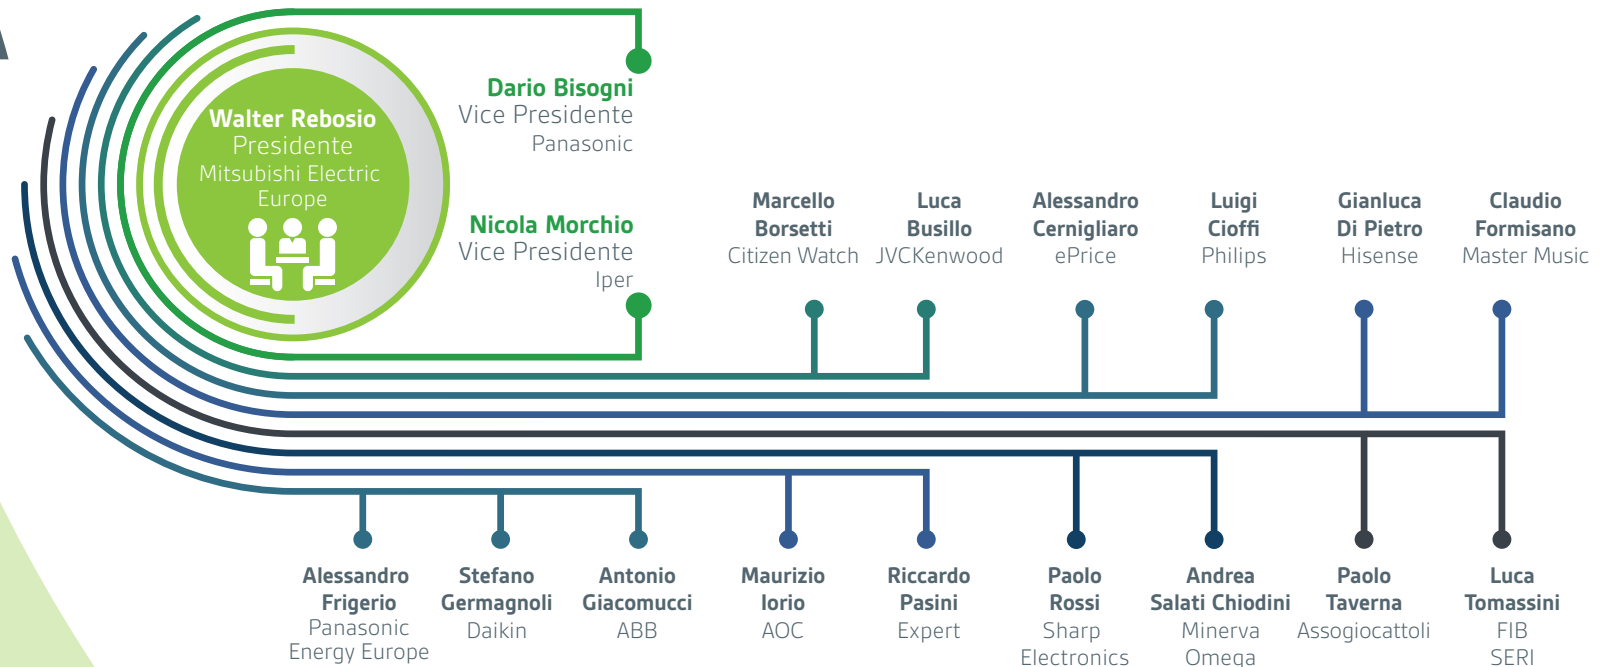 Walter Rebosio
Presidente
Mitsubishi Electric
Europe
Dario Bisogni
Vice Presidente
Panasonic
Nicola Morchio
Vice Presidente
Iper
Marcello
Borsetti
Citizen Watch
Luca
Busillo
JVCKenwood
Alessandro
Cernigliaro
ePrice
Luigi
Cioffi
Philips
Gianluca
Di Pietro
Hisense
Claudio
Formisano
Master Music
Alessandro
Frigerio
Panasonic
Energy Europe
Stefano
Germagnoli
Daikin
Antonio
Giacomucci
ABB
Maurizio
Iorio
AOC
Riccardo
Pasini
Expert
Paolo
Rossi
Sharp
Electronics
Andrea
Salati Chiodini
Minerva
Omega
Paolo
Taverna
Assogiocattoli
Luca
Tomassini
FIB
SERI